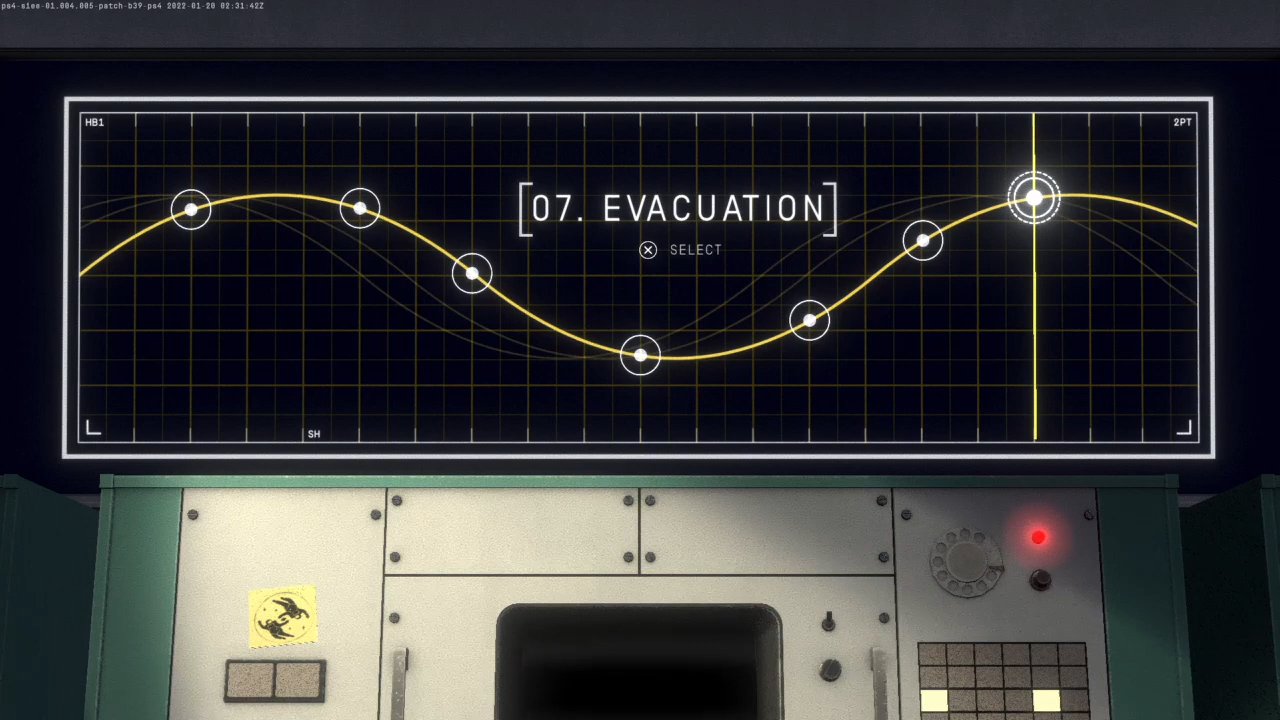 ps4-siee-01.004.005-patch-b39-ps4 2022-01-20 02:31:42Z
HB1
2PT
[07. EVACUATION]
SELECT
SH